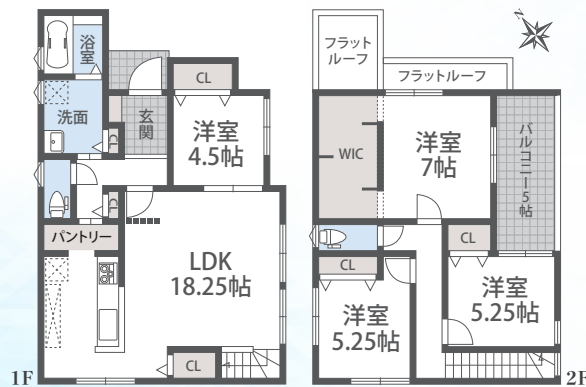 浴室
洗面
CL
玄関
CL
洋室
4.5帖
CL
パントリー
LDK
18.25帖
CL
1F
N
フラット
ルーフ
フラットルーフ
WIC
洋室
7帖
バルコニー5帖
CL
洋室
5.25帖
CL
洋室
5.25帖
2F